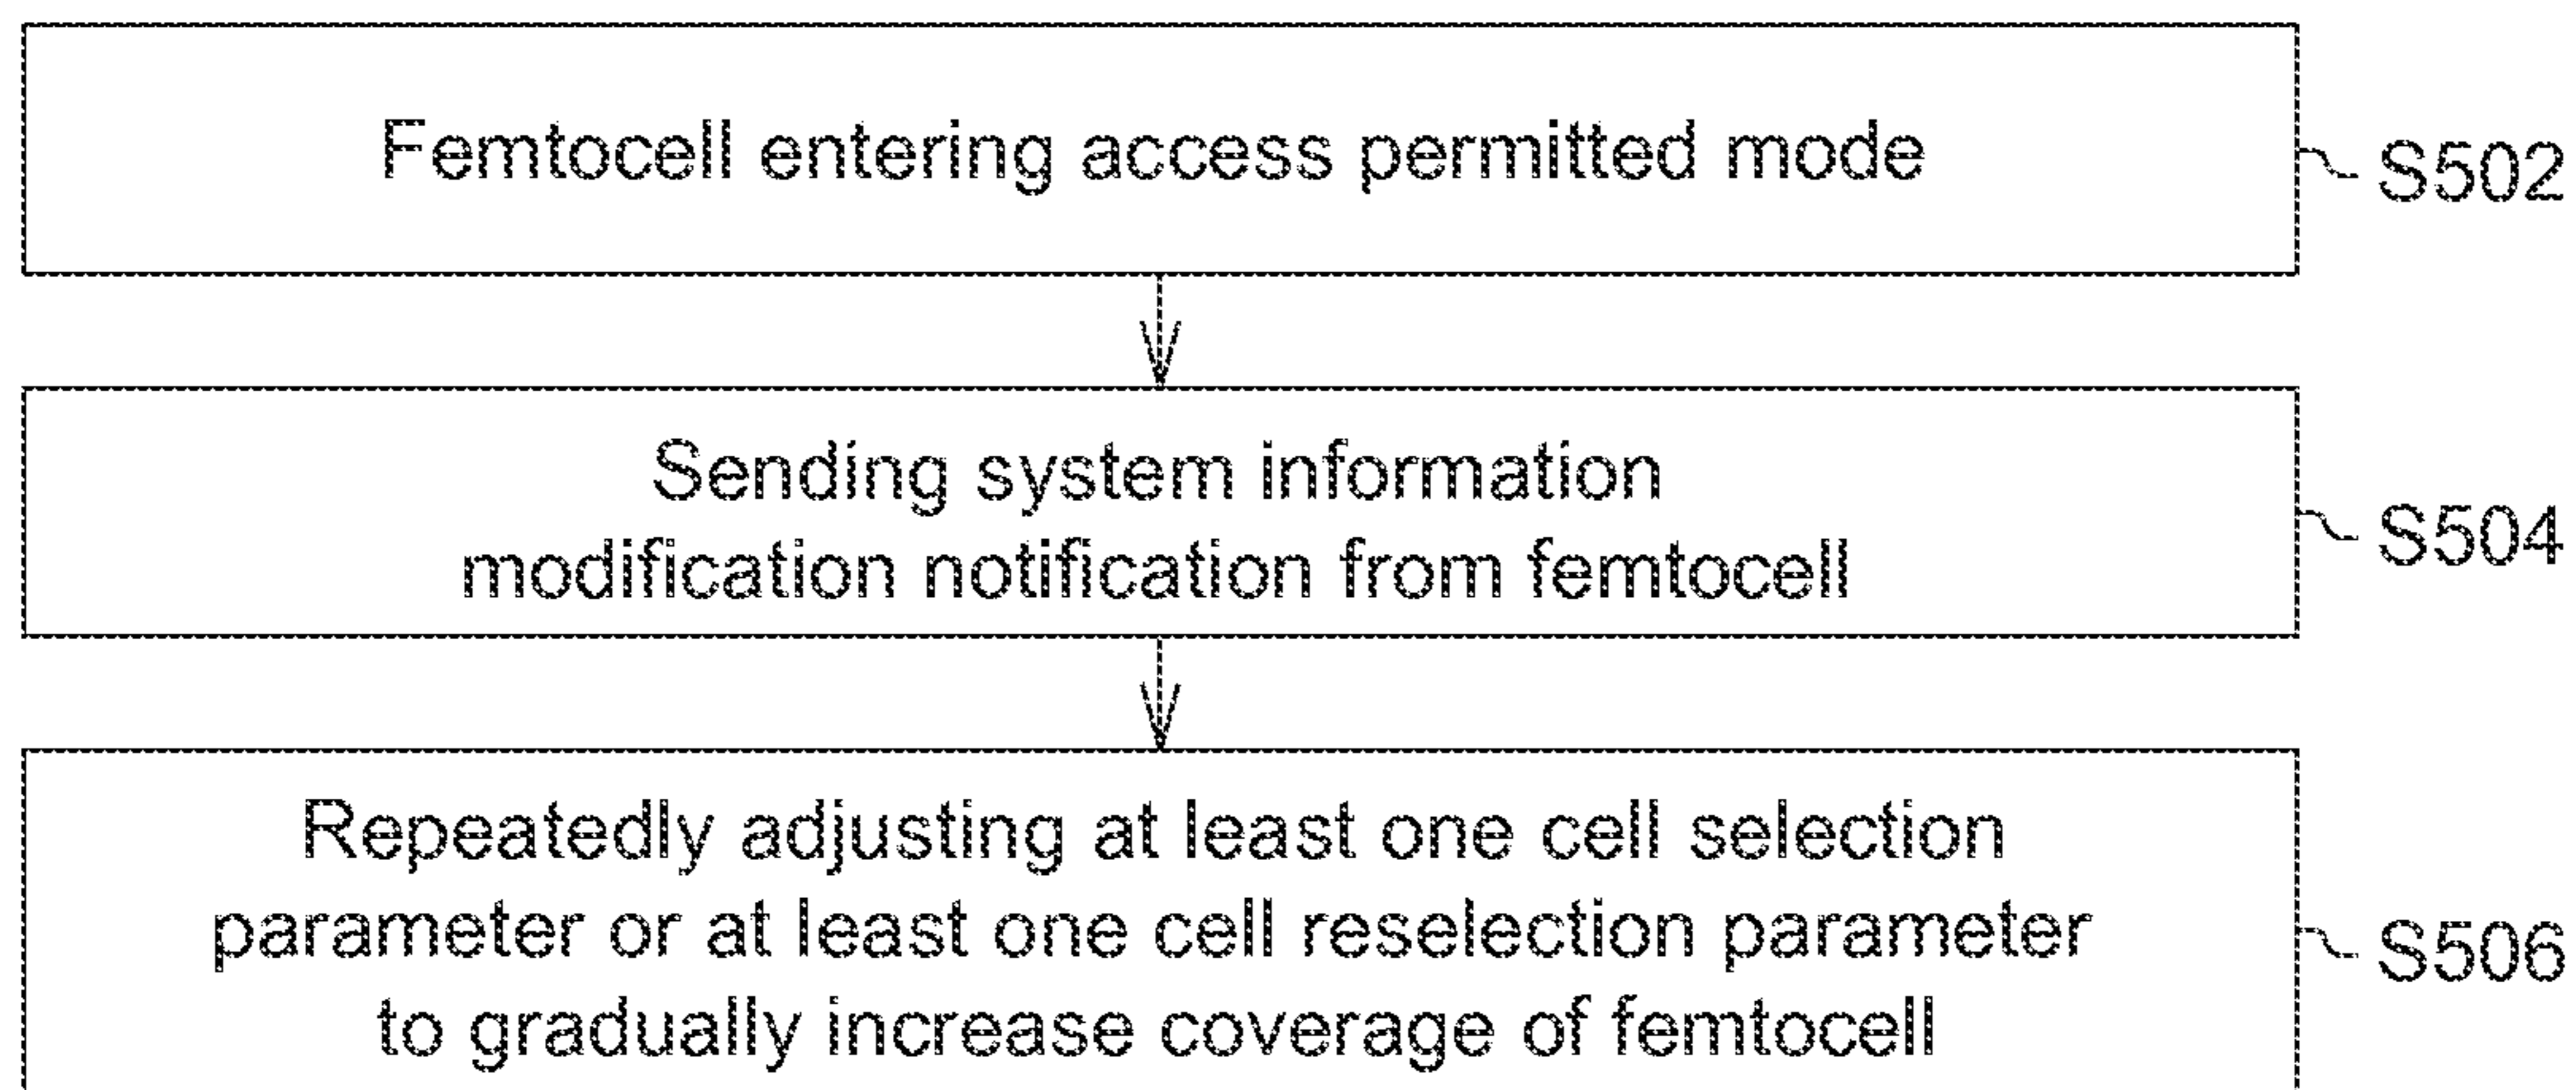 Femtocell entering access permitted mode
S502
Sending system information
modification notification from femtocell
S504
Repeatedly adjusting at least one cell selection
parameter or at least one cell reselection parameter
to gradually increase coverage of femtocell
S506